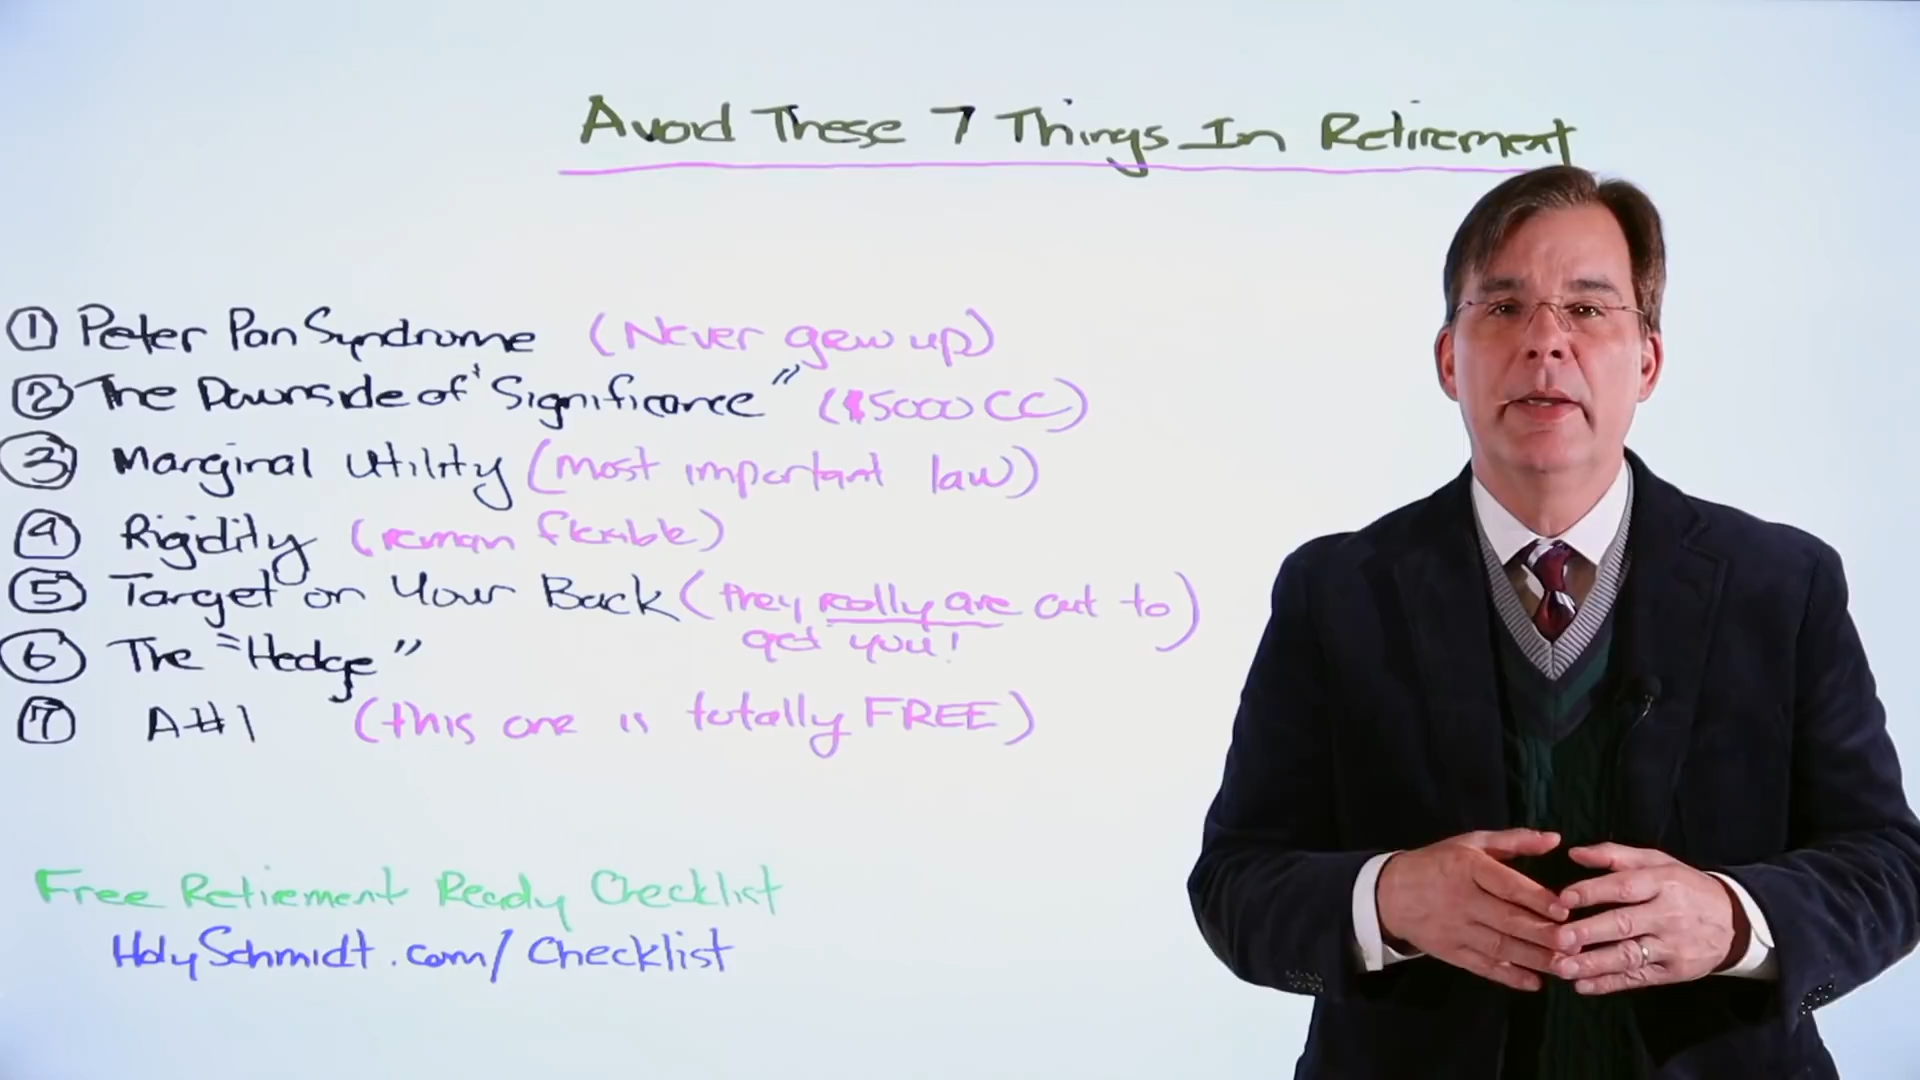 Avoid These 7 Things In Retirement
① Peter Pan Syndrome (Never gew up)
② The Downside of "Significance" ($5000 CC)
③ Marginal Utility (most important law)
④ Rigidity (reman flexible)
⑤ Target on Your Back (they really are out to)
get you!
⑥ The "Hedge"
⑦ A#1 (this one is totally FREE)
Free Retirement Ready Checklist
HolySchmidt.com/Checklist